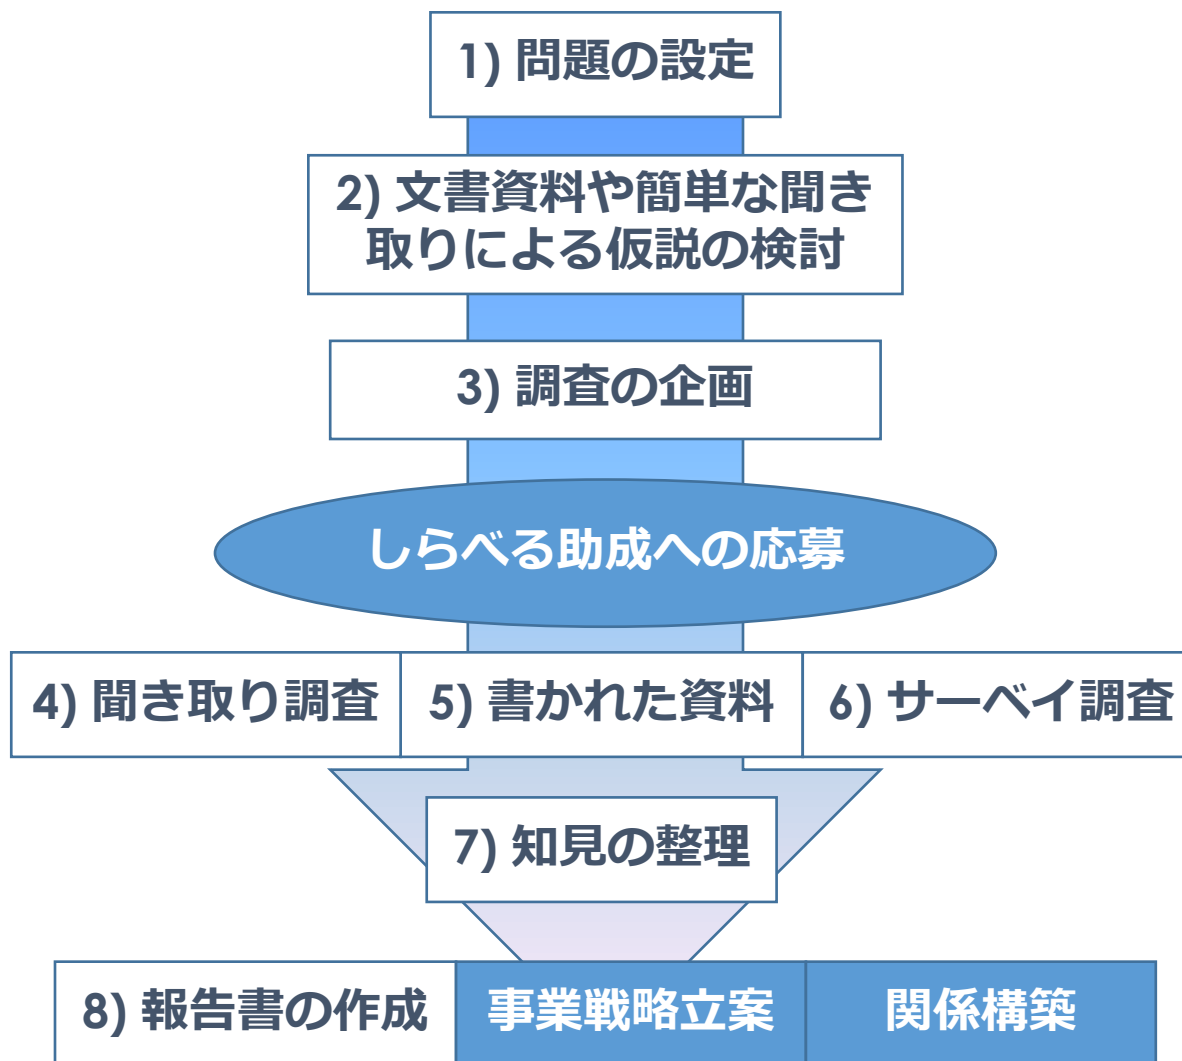 1) 問題の設定
2) 文書資料や簡単な聞き
取りによる仮説の検討
3) 調査の企画
しらべる助成への応募
4) 聞き取り調査
5) 書かれた資料
6) サーベイ調査
7) 知見の整理
8) 報告書の作成
事業戦略立案
関係構築